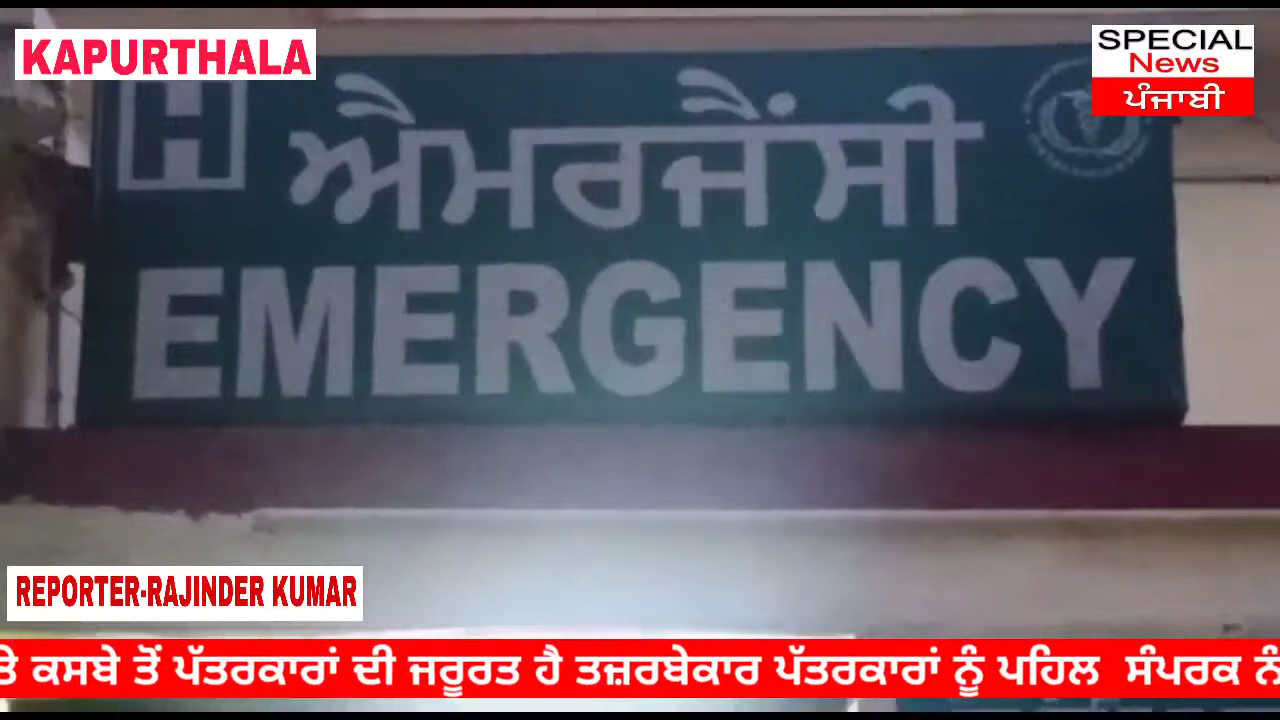 KAPURTHALA
SPECIAL
News
ਪੰਜਾਬੀ
H
ਐਮਰਜੈਂਸੀ
EMERGENCY
REPORTER-RAJINDER KUMAR
ਤੇ ਕਸਬੇ ਤੋਂ ਪੱਤਰਕਾਰਾਂ ਦੀ ਜਰੂਰਤ ਹੈ ਤਜ਼ਰਬੇਕਾਰ ਪੱਤਰਕਾਰਾਂ ਨੂੰ ਪਹਿਲ ਸੰਪਰਕ